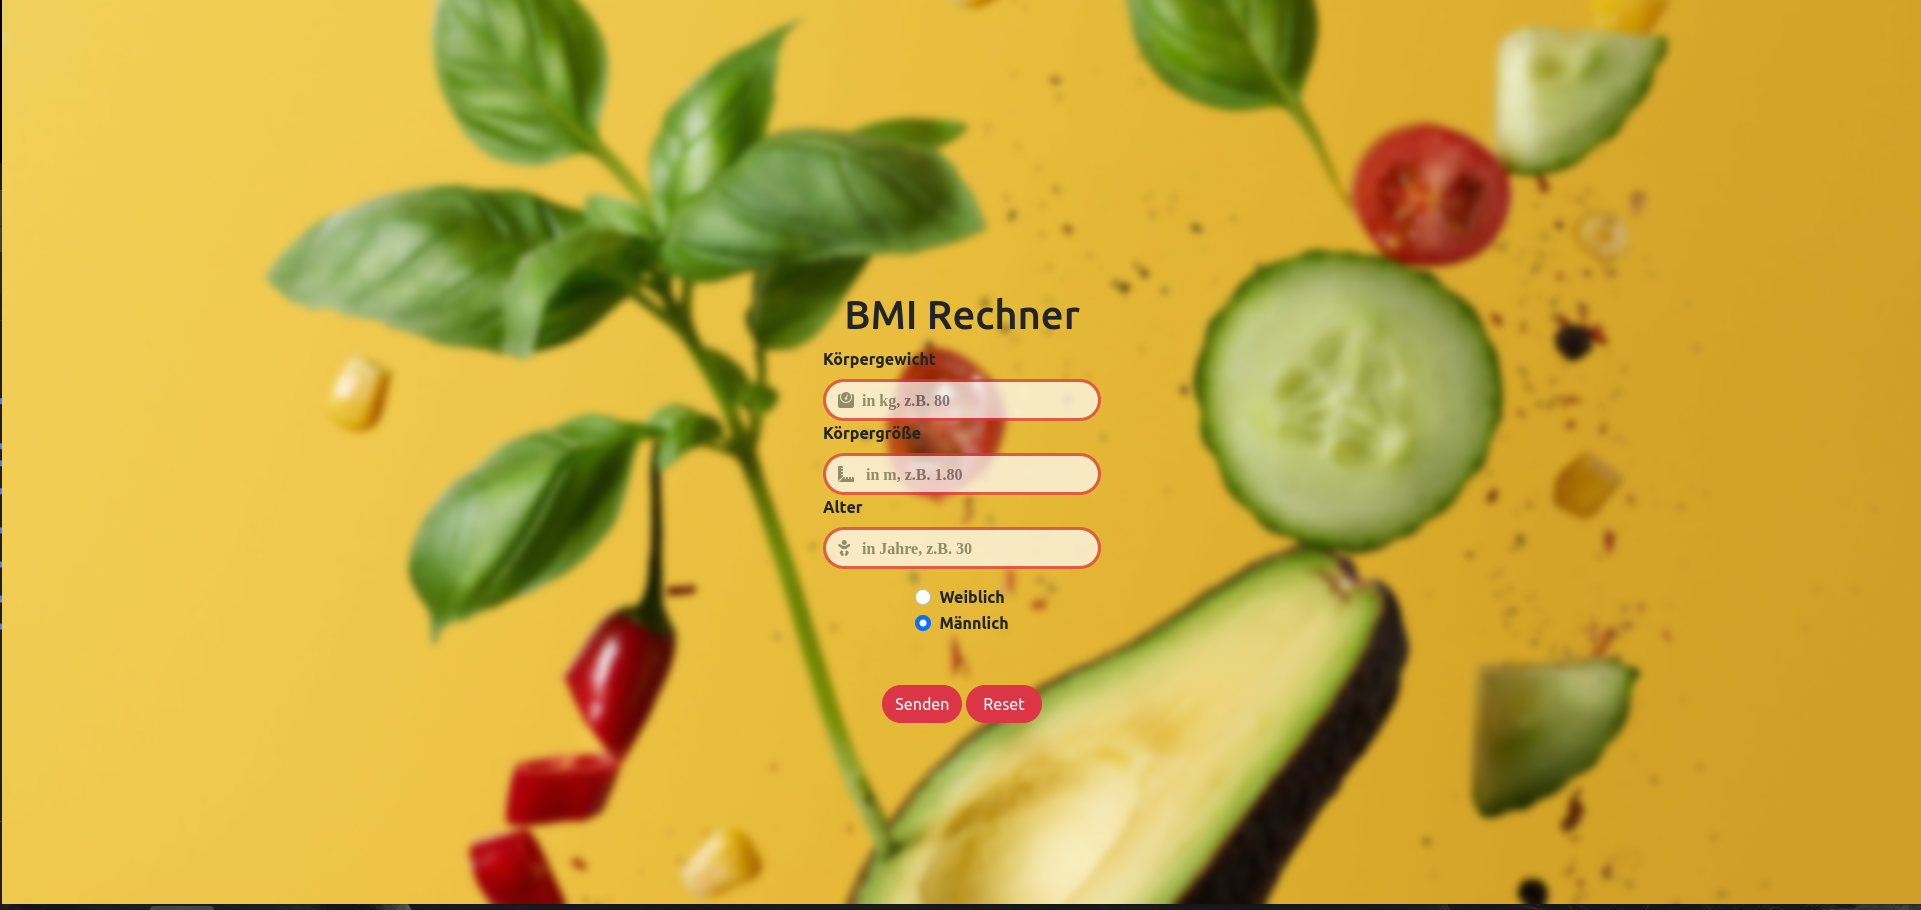 BMI Rechner
Körpergewicht
in kg, z.B. 80
Körpergröße
in m, z.B. 1.80
Alter
in Jahre, z.B. 30
Weiblich
Männlich
Senden Reset